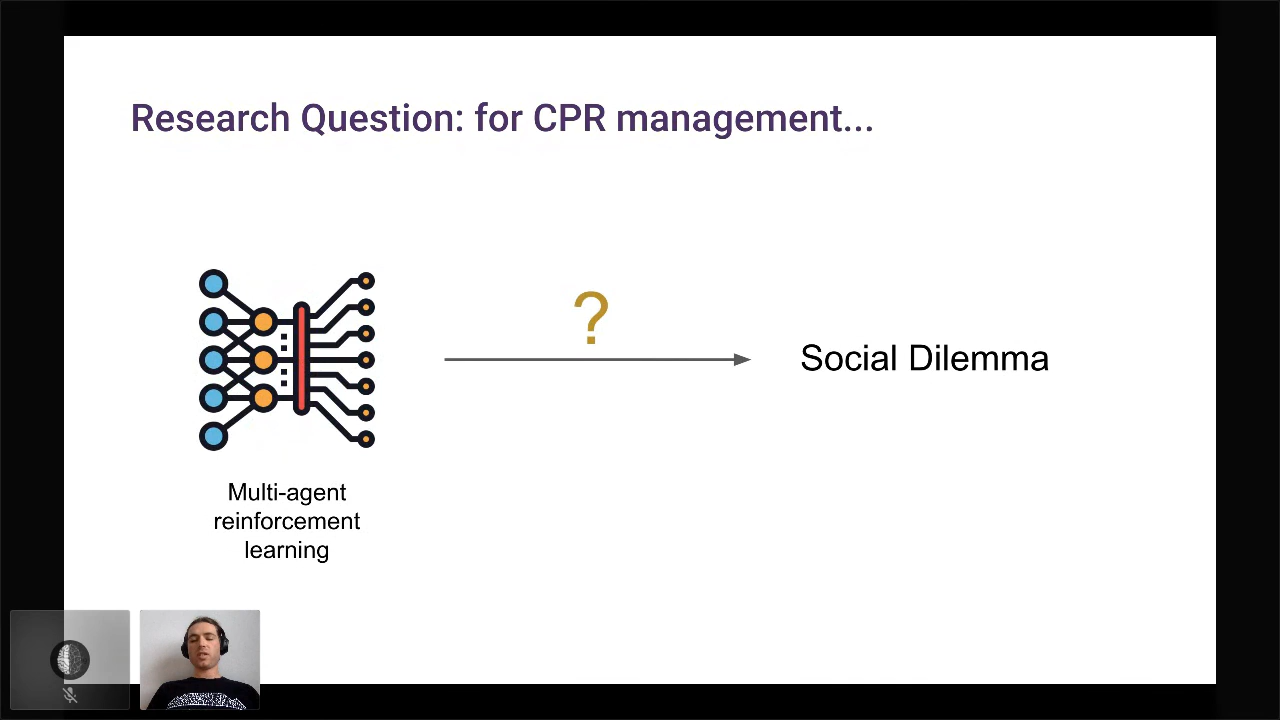 Research Question: for CPR management...
?
Social Dilemma
Multi-agent
reinforcement
learning